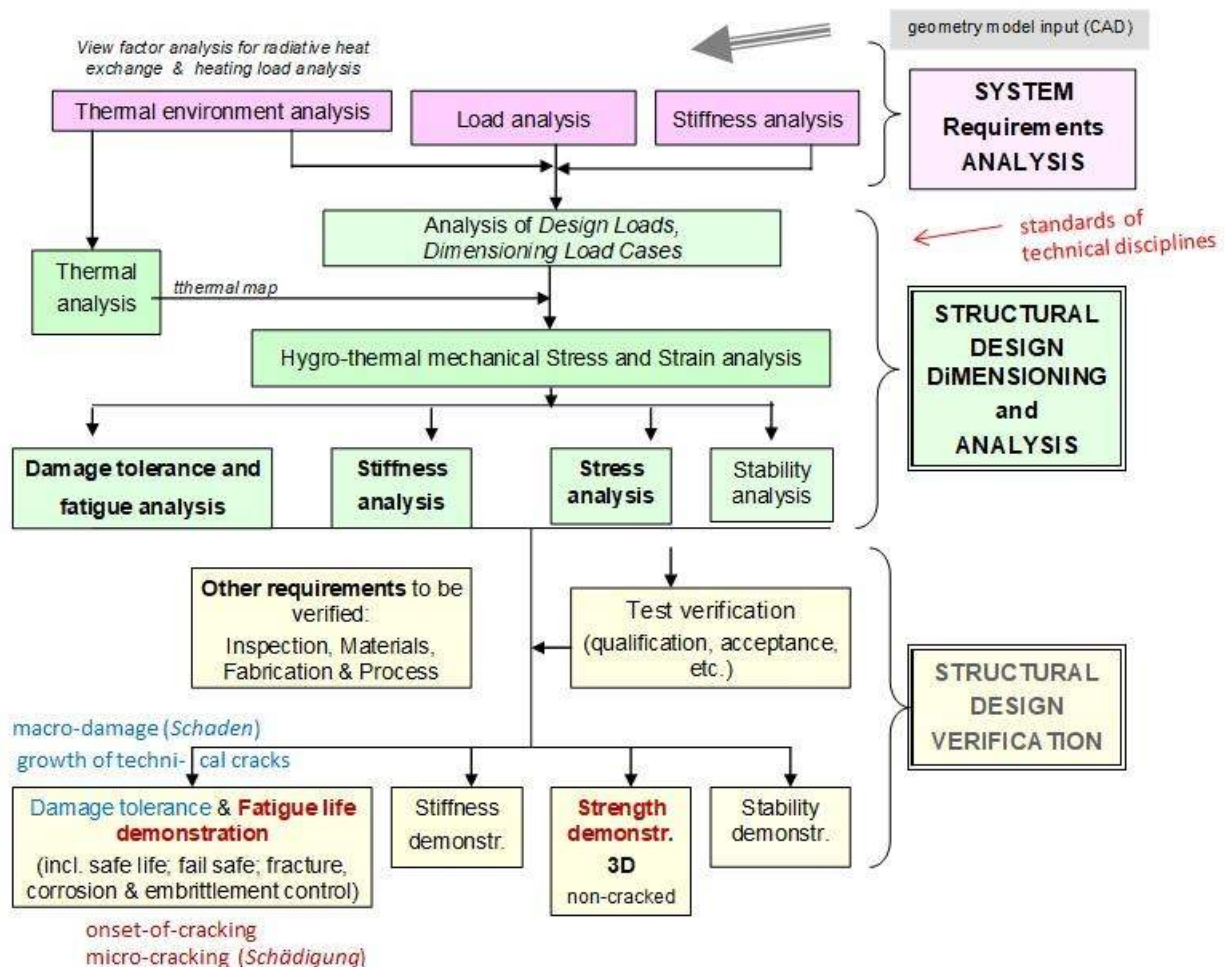 geometry model input (CAD)
View factor analysis for radiative heat
exchange & heating load analysis
Thermal environment analysis
Load analysis
Stiffness analysis
SYSTEM
Requirements
ANALYSIS
Analysis of Design Loads,
Dimensioning Load Cases
standards of
technical disciplines
Thermal
analysis
tthermal map
Hygro-thermal mechanical Stress and Strain analysis
STRUCTURAL
DESIGN
DiMENSIONING
and
ANALYSIS
Damage tolerance and
fatigue analysis
Stiffness
analysis
Stress
analysis
Stability
analysis
Other requirements to be
verified:
Inspection, Materials,
Fabrication & Process
Test verification
(qualification, acceptance,
etc.)
STRUCTURAL
DESIGN
VERIFICATION
macro-damage (Schaden)
growth of techni- cal cracks
Damage tolerance & Fatigue life
demonstration
(incl. safe life; fail safe; fracture,
corrosion & embrittlement control)
Stiffness
demonstr.
Strength
demonstr.
3D
non-cracked
Stability
demonstr.
onset-of-cracking
micro-cracking (Schädigung)